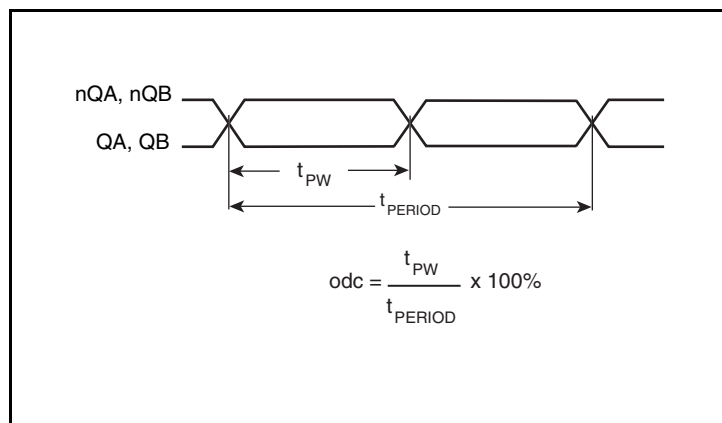 nQA, nQB
QA, QB
tPW
tPERIOD
odc = tPW / tPERIOD x 100%